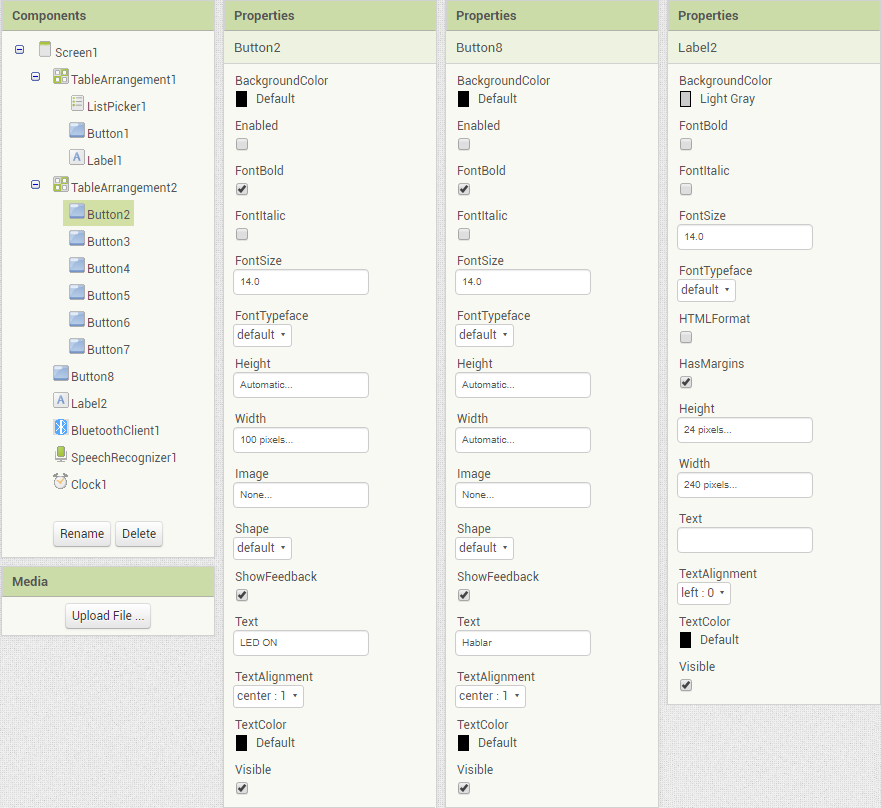 Components
Screen1
TableArrangement1
ListPicker1
Button1
A Label1
TableArrangement2
Button2
Button3
Button4
Button5
Button6
Button7
Button8
A Label2
BluetoothClient1
SpeechRecognizer1
Clock1
Rename Delete
Media
Upload File ...
Properties
Button2
BackgroundColor
Default
Enabled
FontBold
FontItalic
FontSize
14.0
FontTypeface
default
Height
Automatic...
Width
100 pixels...
Image
None...
Shape
default
ShowFeedback
Text
LED ON
TextAlignment
center : 1
TextColor
Default
Visible
Properties
Button8
BackgroundColor
Default
Enabled
FontBold
FontItalic
FontSize
14.0
FontTypeface
default
Height
Automatic...
Width
Automatic...
Image
None...
Shape
default
ShowFeedback
Text
Hablar
TextAlignment
center : 1
TextColor
Default
Visible
Properties
Label2
BackgroundColor
Light Gray
FontBold
FontItalic
FontSize
14.0
FontTypeface
default
HTMLFormat
HasMargins
Height
24 pixels...
Width
240 pixels...
Text
TextAlignment
left : 0
TextColor
Default
Visible